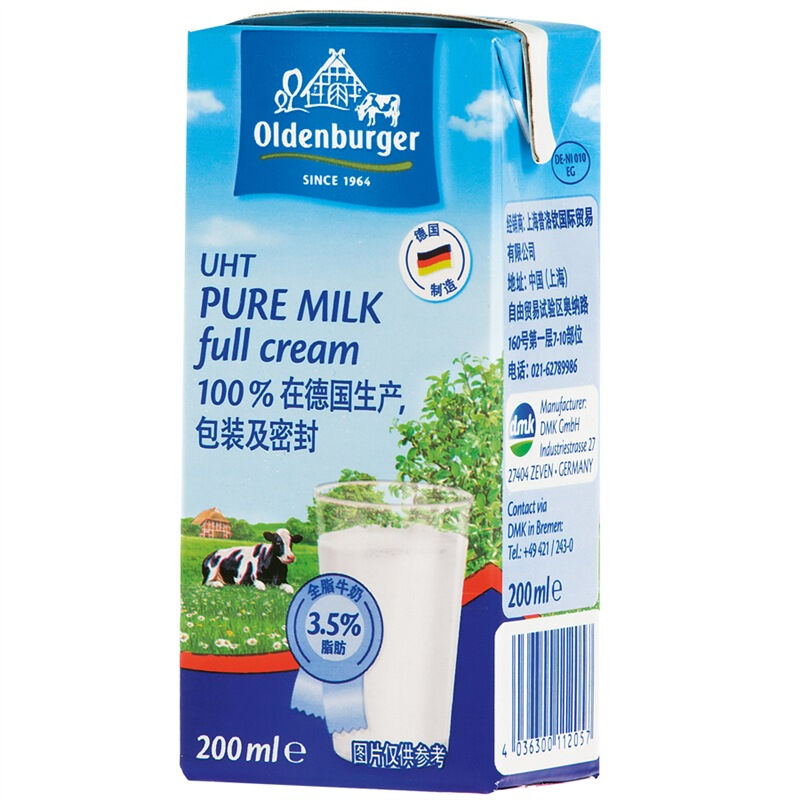 Oldenburger
SINCE 1964
德国
制造
UHT
PURE MILK
full cream
100%在德国生产,
包装及密封
全脂牛奶
3.5%
脂肪
200 ml e
图片仅供参考
DE-NI 010
EG
经销商: 上海普洛钦国际贸易
有限公司
地址: 中国 (上海)
自由贸易试验区奥纳路
160号第一层7-10部位
电话: 021-62789986
dmk
Manufacturer:
DMK GmbH
Industriestrasse 27
27404 ZEVEN · GERMANY
Contact via
DMK in Bremen:
Tel.: +49 421 / 243-0
200 ml e
4 036300 112057